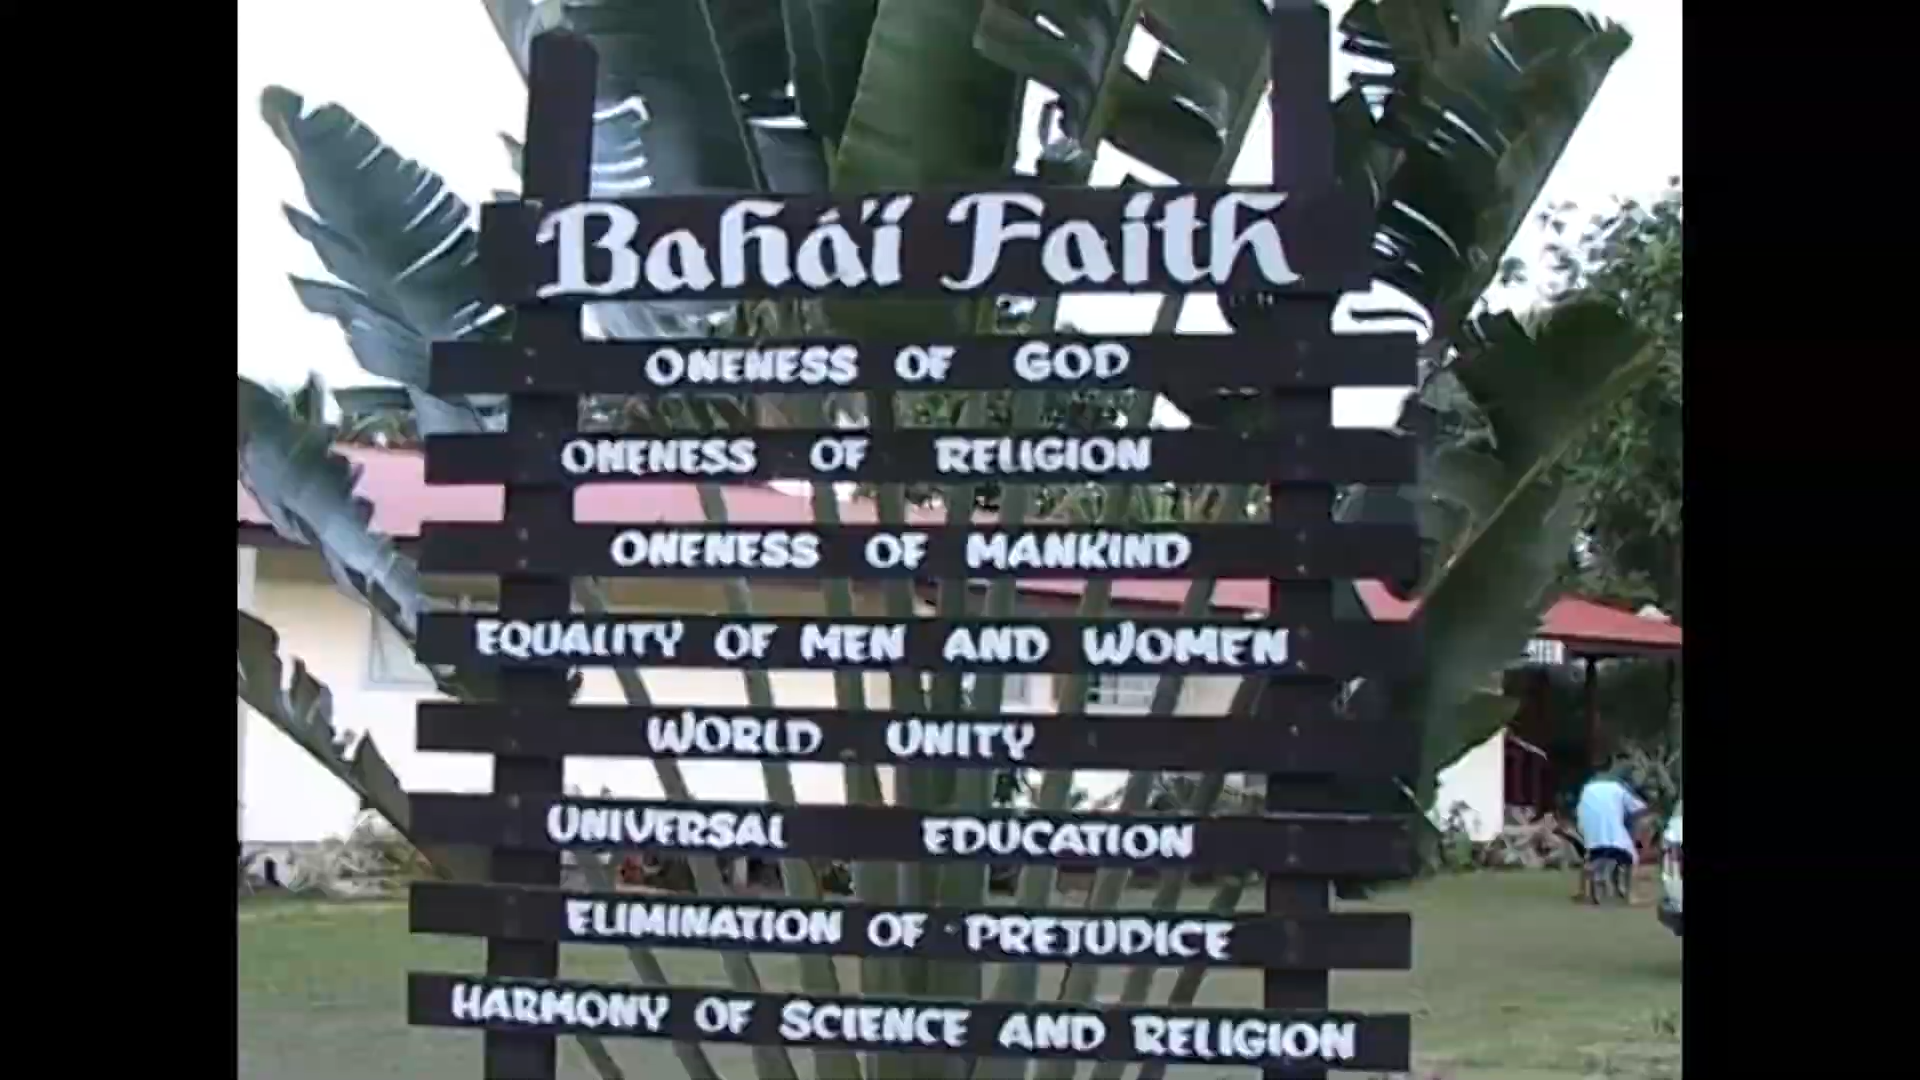 Bahá'í Faith
ONENESS OF GOD
ONENESS OF RELIGION
ONENESS OF MANKIND
EQUALITY OF MEN AND WOMEN
WORLD UNITY
UNIVERSAL EDUCATION
ELIMINATION OF PREJUDICE
HARMONY OF SCIENCE AND RELIGION